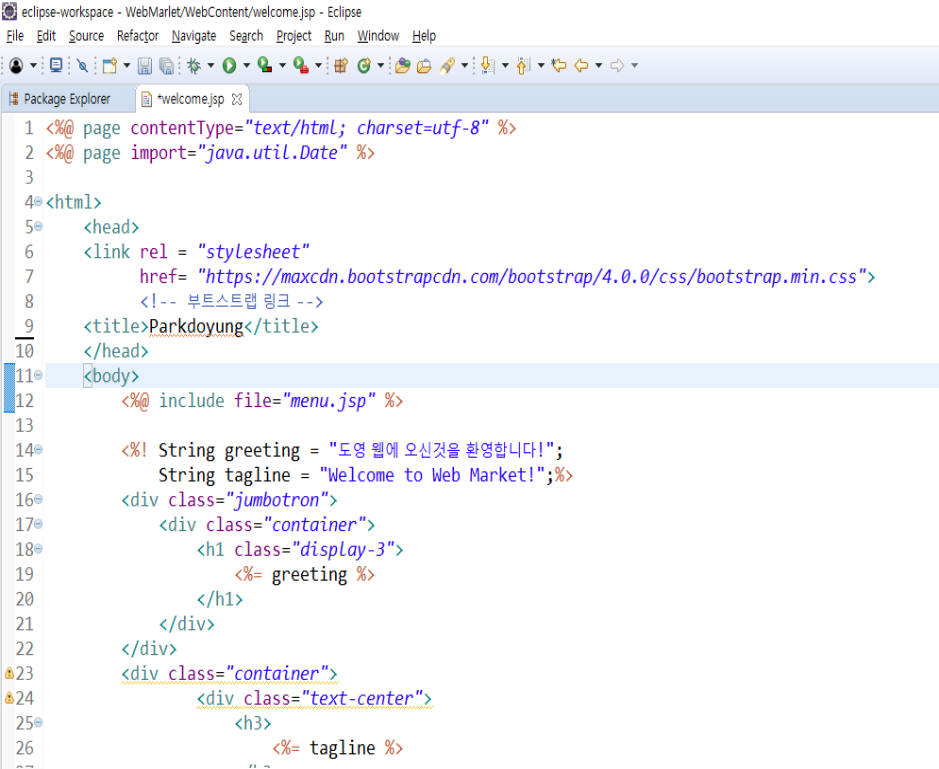 eclipse-workspace - WebMarlet/WebContent/welcome.jsp - Eclipse
File Edit Source Refactor Navigate Search Project Run Window Help
Package Explorer *welcome.jsp
1 <%@ page contentType="text/html; charset=utf-8" %>
2 <%@ page import="java.util.Date" %>
3
4 <html>
5 <head>
6 <link rel = "stylesheet"
7 href= "https://maxcdn.bootstrapcdn.com/bootstrap/4.0.0/css/bootstrap.min.css">
8 <!-- 부트스트랩 링크 -->
9 <title>Parkdoyung</title>
10 </head>
11 <body>
12 <%@ include file="menu.jsp" %>
13
14 <%! String greeting = "도영 웹에 오신것을 환영합니다!";
15 String tagline = "Welcome to Web Market!";%>
16 <div class="jumbotron">
17 <div class="container">
18 <h1 class="display-3">
19 <%= greeting %>
20 </h1>
21 </div>
22 </div>
23 <div class="container">
24 <div class="text-center">
25 <h3>
26 <%= tagline %>